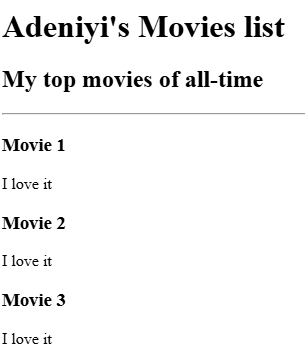 Adeniyi's Movies list
My top movies of all-time
Movie 1
I love it
Movie 2
I love it
Movie 3
I love it